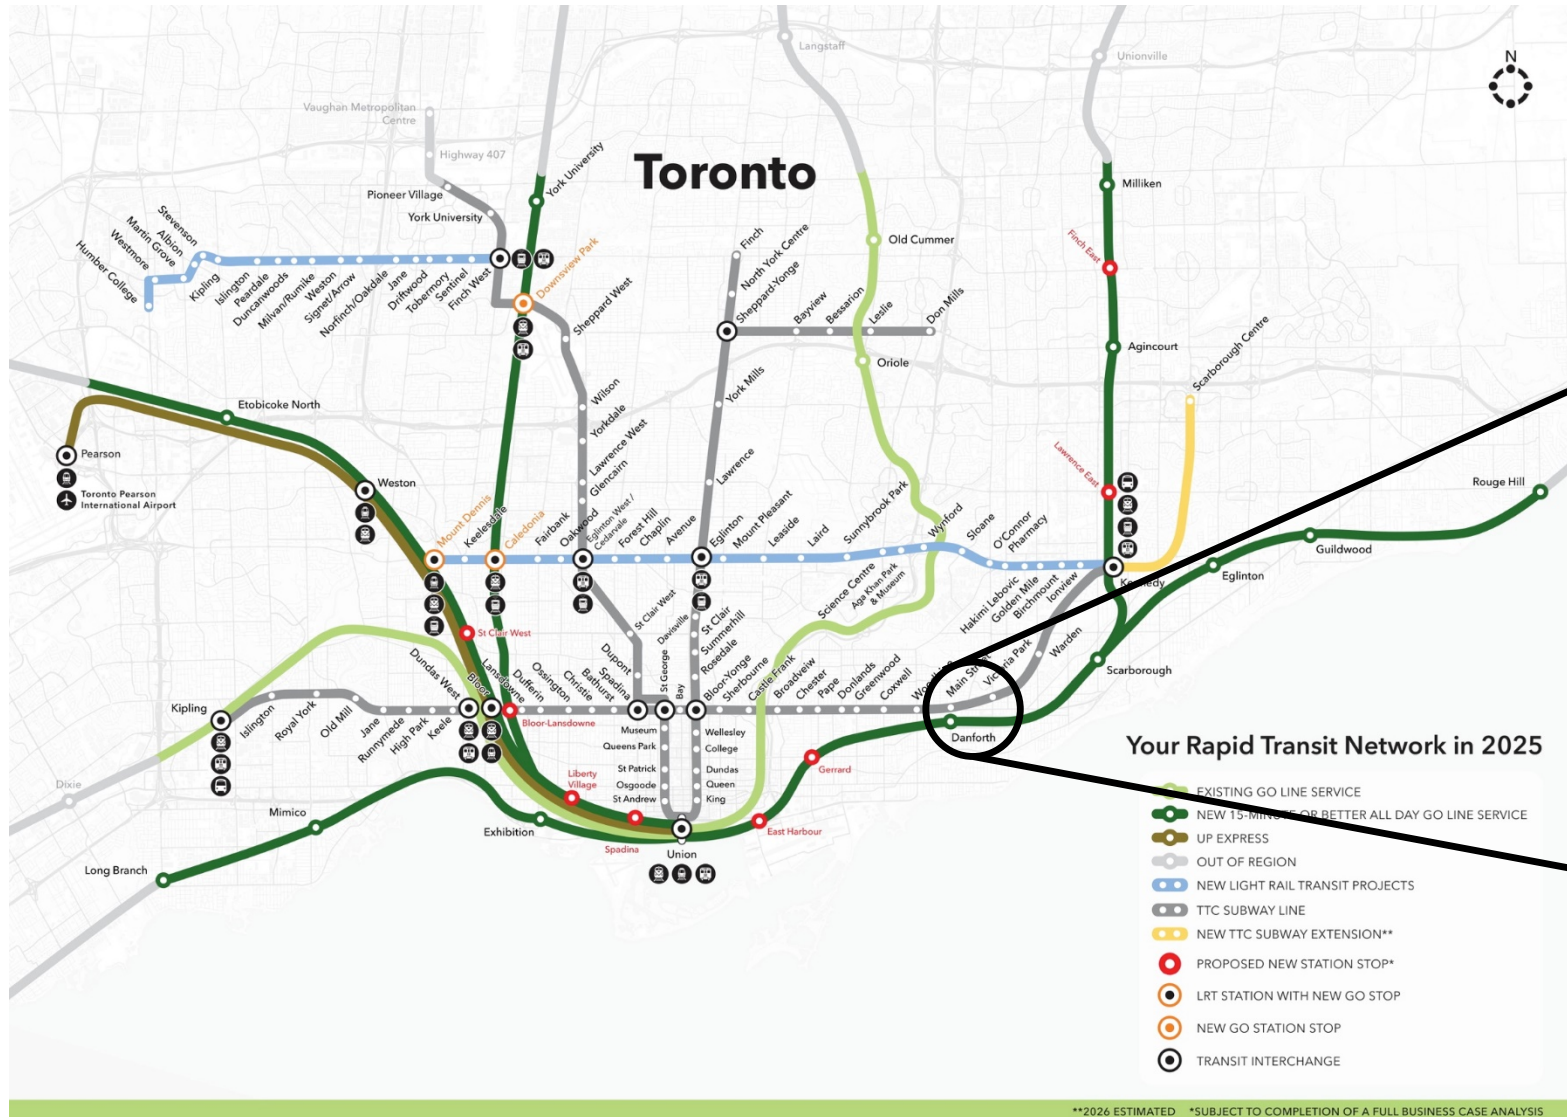 Langstaff
Unionville
N
Vaughan Metropolitan
Centre
Highway 407
Toronto
York University
Pioneer Village
York University
Milliken
Stevenson
Albion
Martin Grove
Westmore
Humber College
Kipling
Islington
Peardale
Duncanwoods
Milvan/Rumike
Weston
Signet/Arrow
Norfinch/Oakdale
Jane
Driftwood
Tobermory
Sentinel
Finch West
Downsview Park
Sheppard West
Finch
North York Centre
Sheppard-Yonge
Bayview
Bessarion
Leslie
Don Mills
Old Cummer
Oriole
Finch East
Agincourt
Scarborough Centre
Etobicoke North
Pearson
Toronto Pearson
International Airport
Weston
Wilson
Yorkdale
Lawrence West
Glencairn
York Mills
Lawrence
Lawrence East
Rouge Hill
Mount Dennis
Keelesdale
Caledonia
Fairbank
Oakwood
Eglinton West /
Cedarvale
Forest Hill
Chaplin
Avenue
Eglinton
Mount Pleasant
Leaside
Laird
Sunnybrook Park
Wynford
Sloane
O'Connor
Pharmacy
Science Centre
Aga Khan Park
& Museum
Hakimi Lebovic
Golden Mile
Birchmount
Ionview
Kennedy
Guildwood
Eglinton
Scarborough
St Clair West
St Clair West
Davisville
St Clair
Summerhill
Rosedale
Kipling
Islington
Royal York
Old Mill
Jane
Runnymede
High Park
Keele
Dundas West
Bloor
Lansdowne
Dufferin
Ossington
Christie
Bathurst
Spadina
Dupont
St George
Bay
Bloor-Yonge
Sherbourne
Castle Frank
Broadveiw
Chester
Pape
Donlands
Greenwood
Coxwell
Main Street
Victoria Park
Warden
Bloor-Lansdowne
Museum
Queens Park
St Patrick
Osgoode
St Andrew
Wellesley
College
Dundas
Queen
King
Danforth
Gerrard
East Harbour
Liberty
Village
Spadina
Union
Exhibition
Mimico
Long Branch
Dixie
Your Rapid Transit Network in 2025
EXISTING GO LINE SERVICE
NEW 15-MINUTE OR BETTER ALL DAY GO LINE SERVICE
UP EXPRESS
OUT OF REGION
NEW LIGHT RAIL TRANSIT PROJECTS
TTC SUBWAY LINE
NEW TTC SUBWAY EXTENSION**
PROPOSED NEW STATION STOP*
LRT STATION WITH NEW GO STOP
NEW GO STATION STOP
TRANSIT INTERCHANGE
**2026 ESTIMATED *SUBJECT TO COMPLETION OF A FULL BUSINESS CASE ANALYSIS